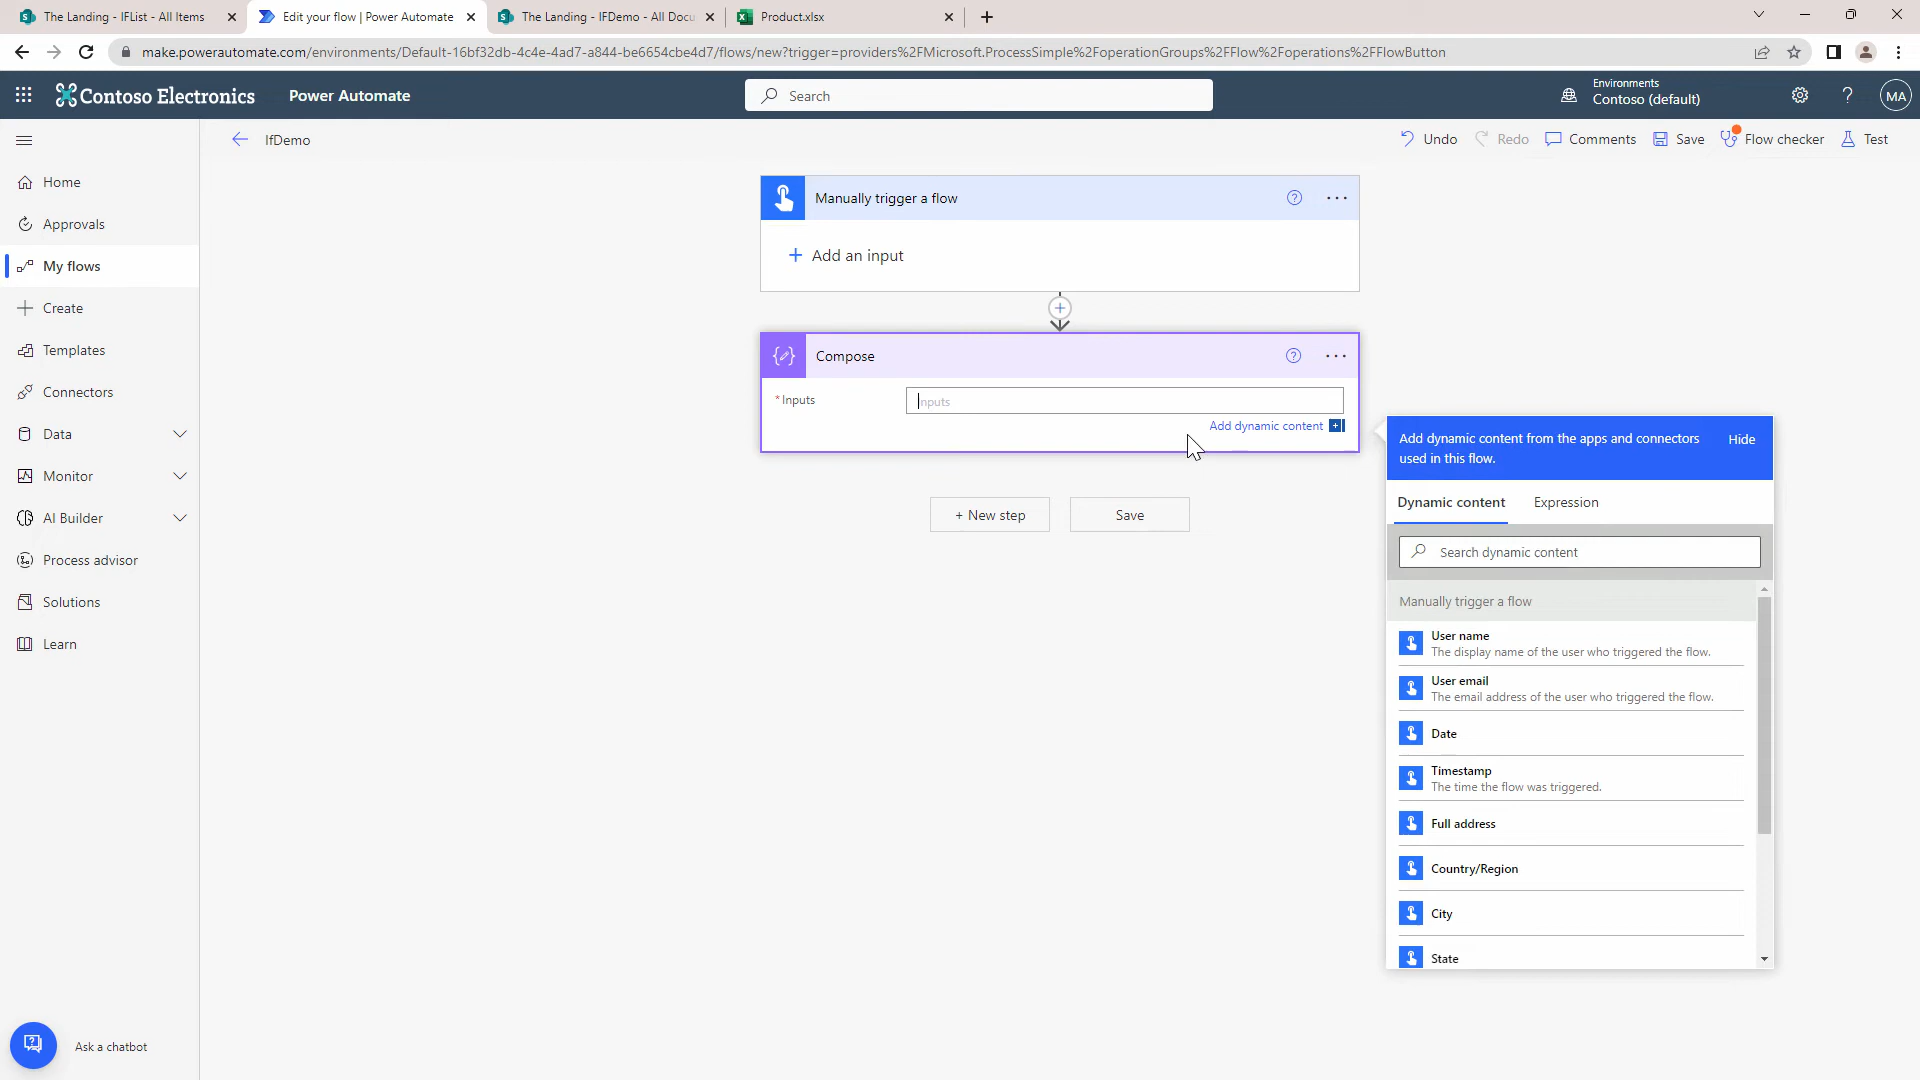 The Landing - IFList - All Items
Edit your flow | Power Automate
The Landing - IFDemo - All Docu
Product.xlsx
make.powerautomate.com/environments/Default-16bf32db-4c4e-4ad7-a844-be6654cbe4d7/flows/new?trigger=providers%2FMicrosoft.ProcessSimple%2FoperationGroups%2FFlow%2Foperations%2FFlowButton
Contoso Electronics
Power Automate
Search
Environments
Contoso (default)
?
MA
IfDemo
Undo
Redo
Comments
Save
Flow checker
Test
Home
Approvals
My flows
Create
Templates
Connectors
Data
Monitor
AI Builder
Process advisor
Solutions
Learn
Ask a chatbot
Manually trigger a flow
?
+ Add an input
Compose
?
* Inputs
Inputs
Add dynamic content
+ New step
Save
Add dynamic content from the apps and connectors
used in this flow.
Hide
Dynamic content
Expression
Search dynamic content
Manually trigger a flow
User name
The display name of the user who triggered the flow.
User email
The email address of the user who triggered the flow.
Date
Timestamp
The time the flow was triggered.
Full address
Country/Region
City
State